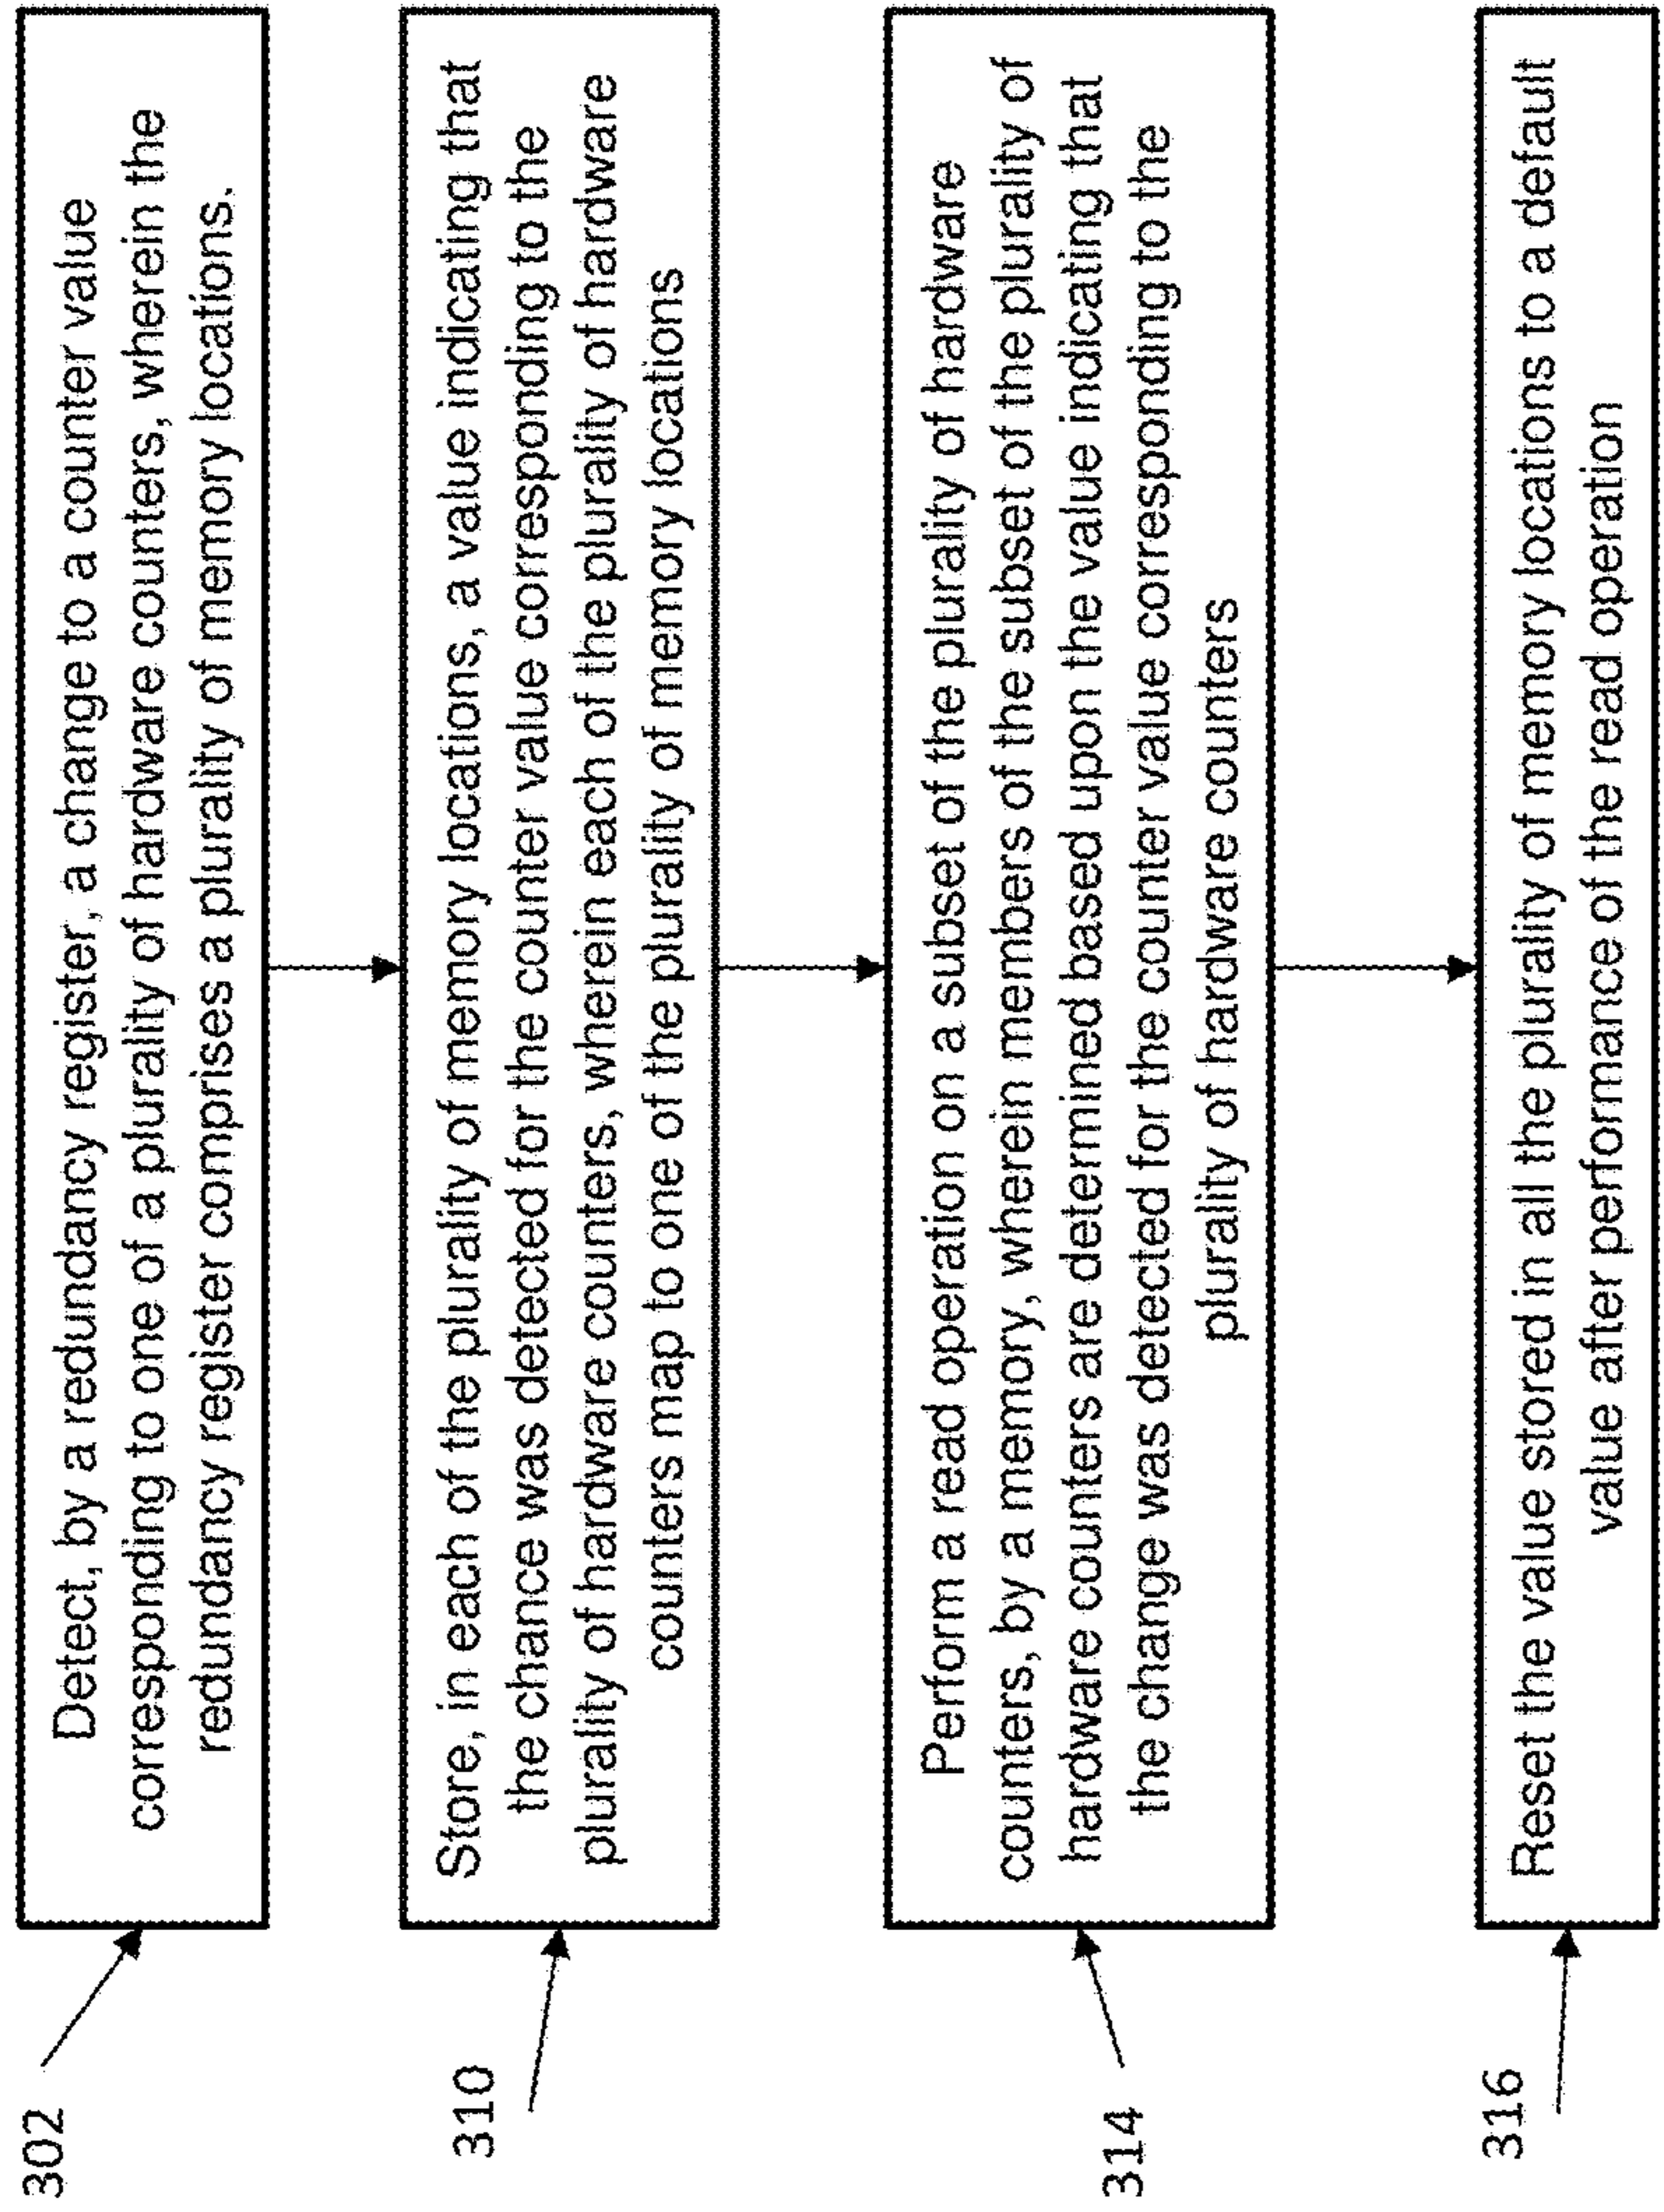 302
Detect, by a redundancy register, a change to a counter value
corresponding to one of a plurality of hardware counters, wherein the
redundancy register comprises a plurality of memory locations.
310
Store, in each of the plurality of memory locations, a value indicating that
the chance was detected for the counter value corresponding to the
plurality of hardware counters, wherein each of the plurality of hardware
counters map to one of the plurality of memory locations
314
Perform a read operation on a subset of the plurality of hardware
counters, by a memory, wherein members of the subset of the plurality of
hardware counters are determined based upon the value indicating that
the change was detected for the counter value corresponding to the
plurality of hardware counters
316
Reset the value stored in all the plurality of memory locations to a default
value after performance of the read operation